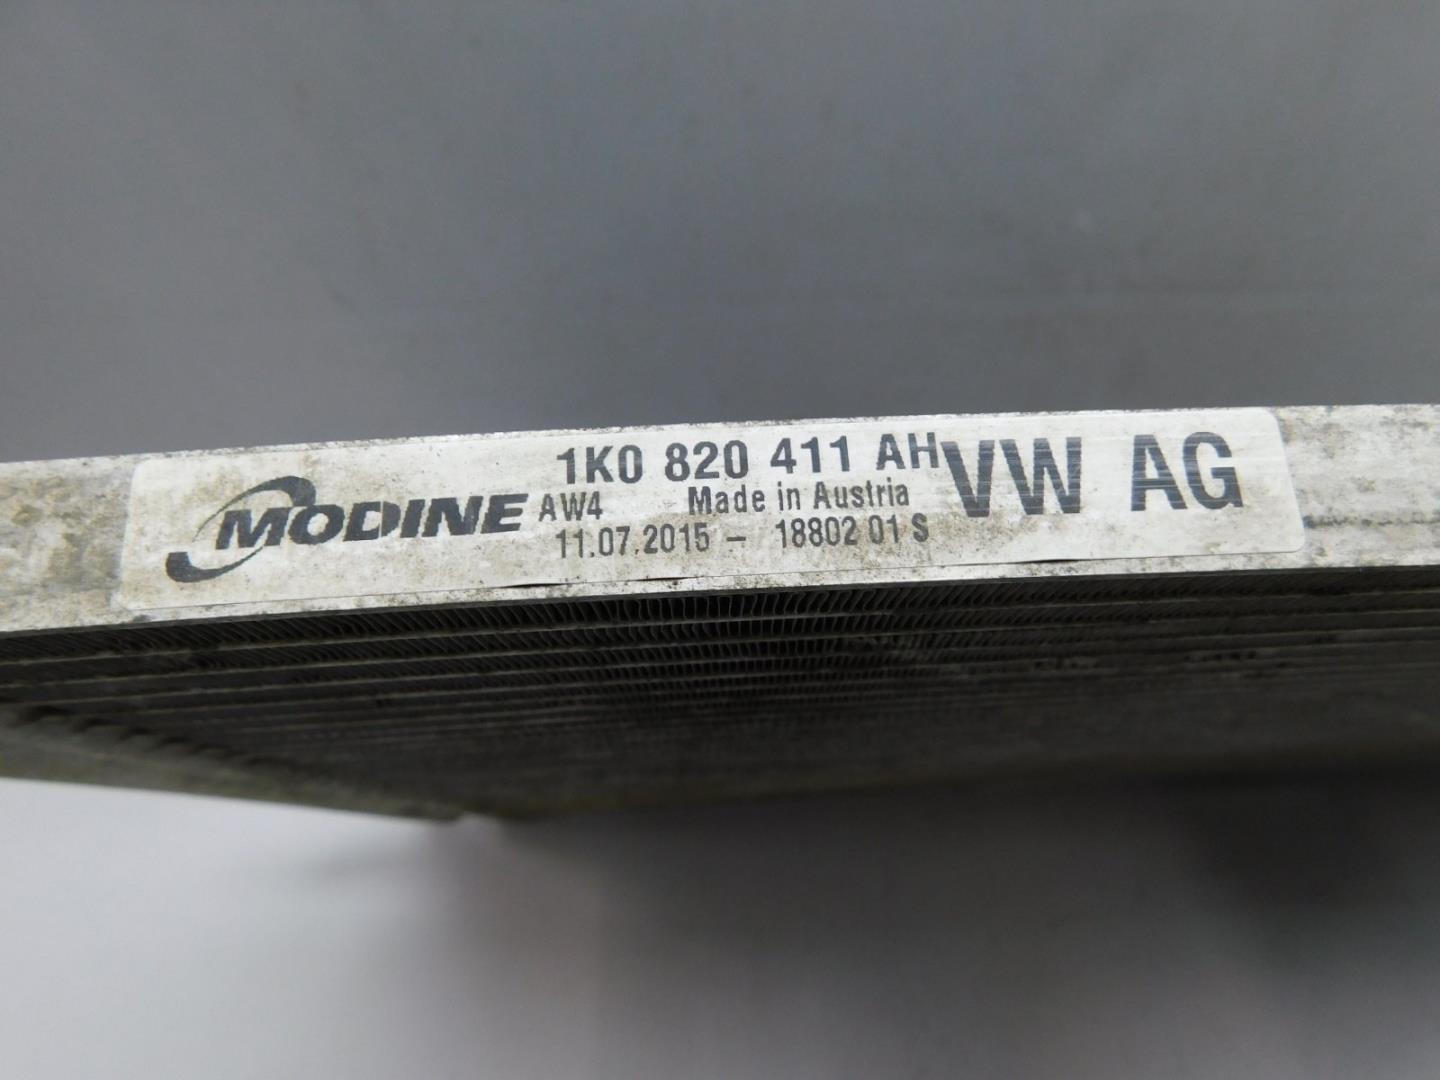 MODINE
1K0 820 411 AH
AW4 Made in Austria
11.07.2015 - 18802 01 S
VW AG